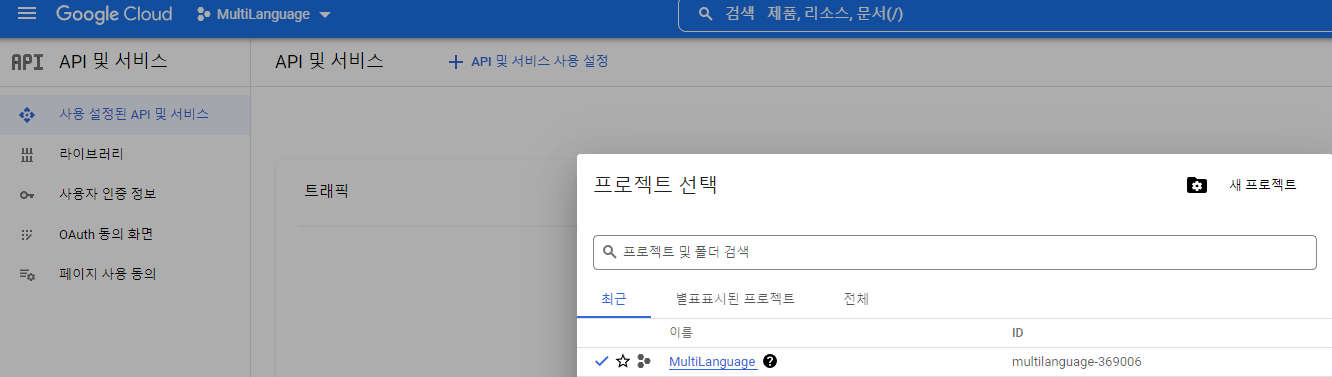 Google Cloud MultiLanguage 검색 제품, 리소스, 문서(/)
API API 및 서비스 API 및 서비스 API 및 서비스 사용 설정
사용 설정된 API 및 서비스
라이브러리
사용자 인증 정보
OAuth 동의 화면
페이지 사용 동의
트래픽
프로젝트 선택 새 프로젝트
프로젝트 및 폴더 검색
최근 별표표시된 프로젝트 전체
이름 ID
MultiLanguage ? multilanguage-369006